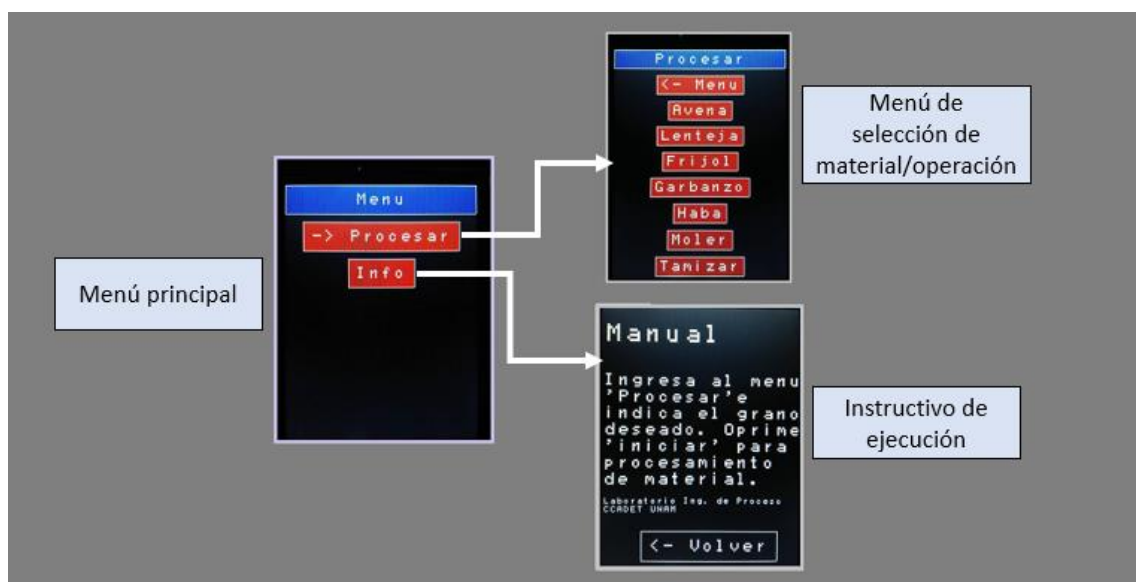 Menú principal
Menu
-> Procesar
Info
Procesar
<- Menu
Avena
Lenteja
Frijol
Garbanzo
Haba
Moler
Tamizar
Menú de
selección de
material/operación
Manual
Ingresa al menu
'Procesar'e
indica el grano
deseado. Oprime
'iniciar' para
procesamiento
de material.
Laboratorio Ing. de Proceso
CCADET UNAM
<- Volver
Instructivo de
ejecución